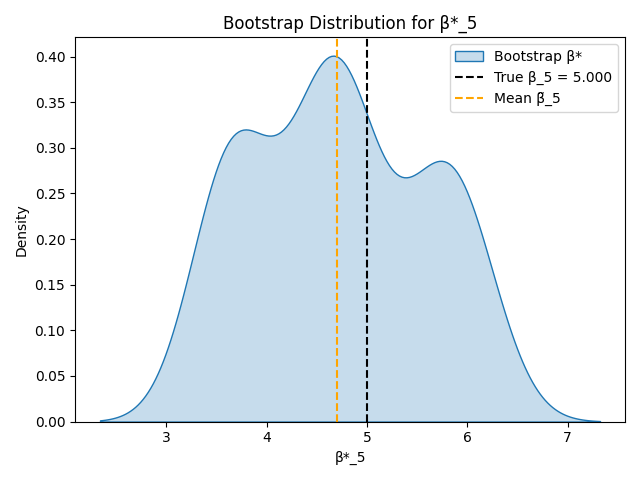 Bootstrap Distribution for β*_5
Bootstrap β*
True β_5 = 5.000
Mean β̂_5
0.40
0.35
0.30
0.25
0.20
0.15
0.10
0.05
0.00
Density
3 4 5 6 7
β*_5